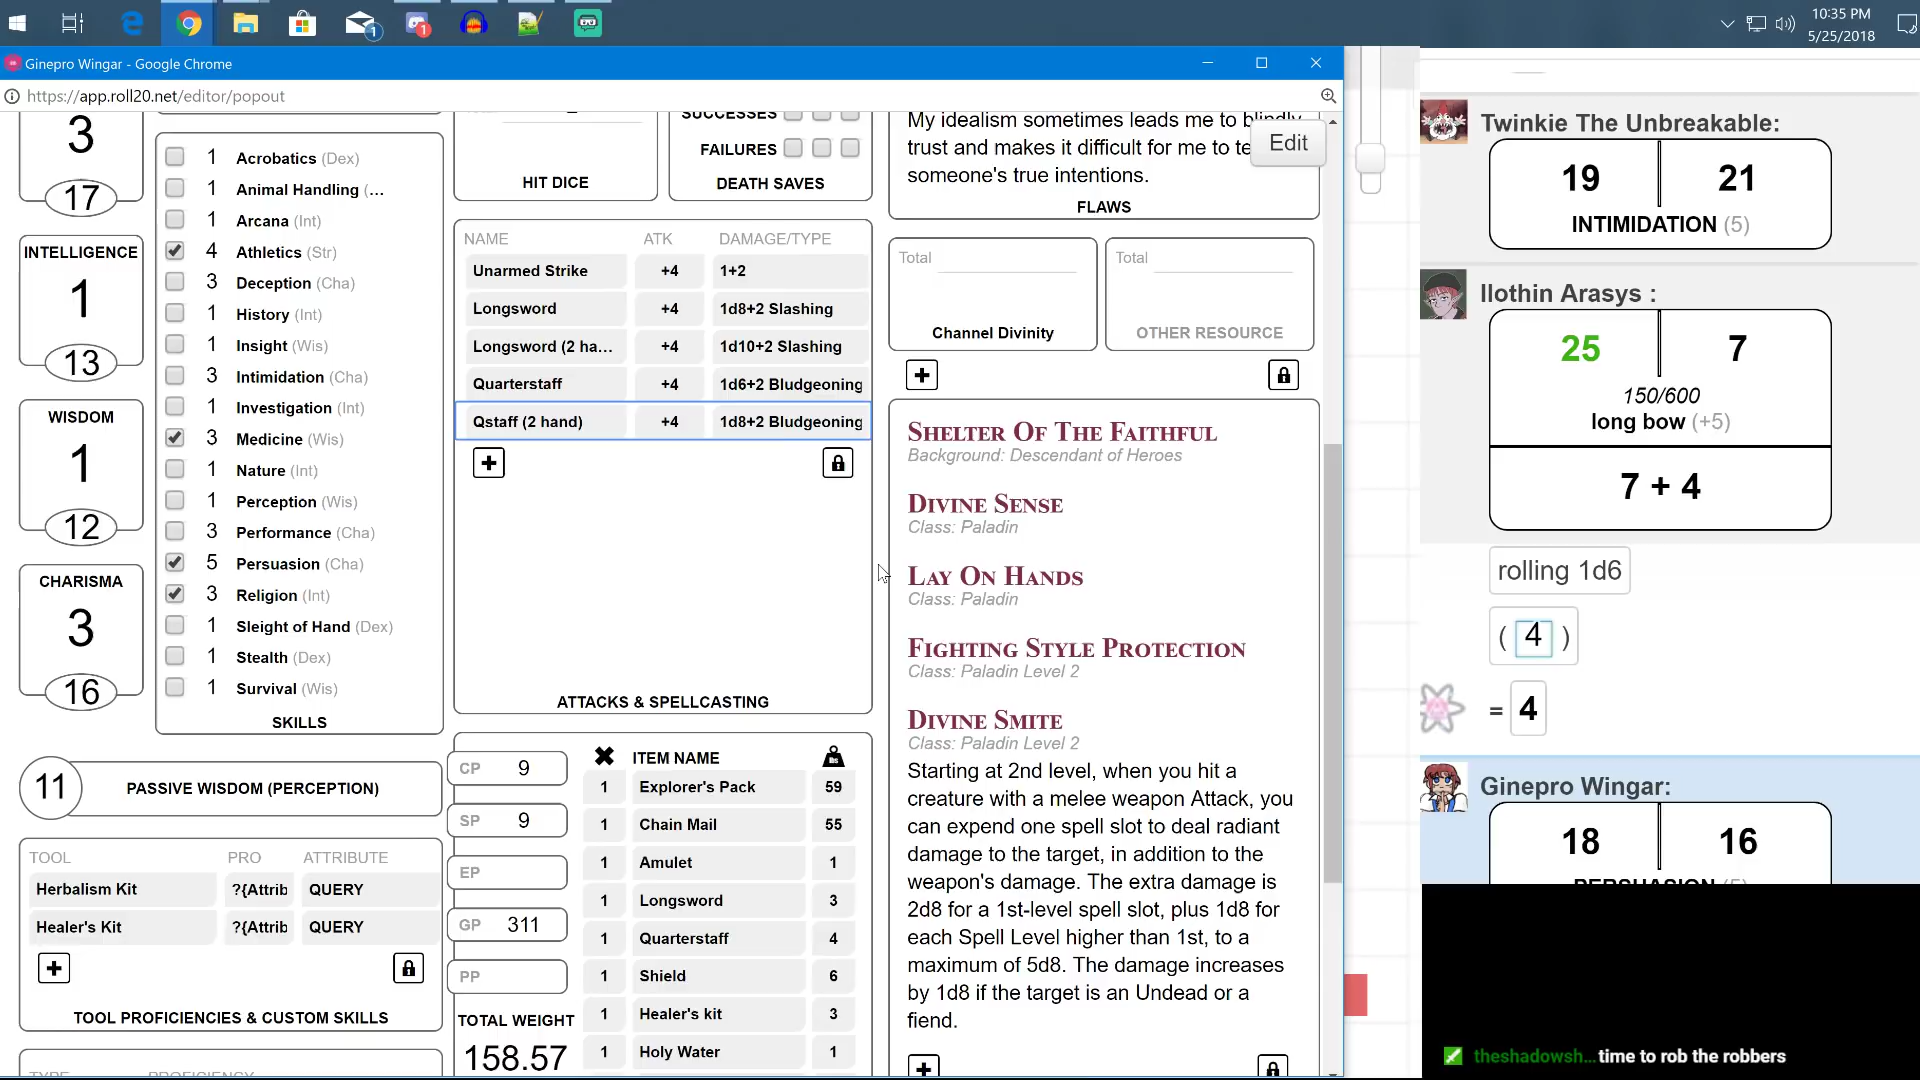 10:35 PM
5/25/2018
1
1
Ginepro Wingar - Google Chrome
https://app.roll20.net/editor/popout
3
17
INTELLIGENCE
1
13
WISDOM
1
12
CHARISMA
3
16
1 Acrobatics (Dex)
1 Animal Handling (...
1 Arcana (Int)
4 Athletics (Str)
3 Deception (Cha)
1 History (Int)
1 Insight (Wis)
3 Intimidation (Cha)
1 Investigation (Int)
3 Medicine (Wis)
1 Nature (Int)
1 Perception (Wis)
3 Performance (Cha)
5 Persuasion (Cha)
3 Religion (Int)
1 Sleight of Hand (Dex)
1 Stealth (Dex)
1 Survival (Wis)
SKILLS
11 PASSIVE WISDOM (PERCEPTION)
TOOL PRO ATTRIBUTE
Herbalism Kit ?{Attrib QUERY
Healer's Kit ?{Attrib QUERY
TOOL PROFICIENCIES & CUSTOM SKILLS
TYPE PROFICIENCY
HIT DICE
SUCCESSES
FAILURES
DEATH SAVES
NAME ATK DAMAGE/TYPE
Unarmed Strike +4 1+2
Longsword +4 1d8+2 Slashing
Longsword (2 ha... +4 1d10+2 Slashing
Quarterstaff +4 1d6+2 Bludgeoning
Qstaff (2 hand) +4 1d8+2 Bludgeoning
ATTACKS & SPELLCASTING
CP 9
SP 9
EP
GP 311
PP
TOTAL WEIGHT
158.57
ITEM NAME lbs
1 Explorer's Pack 59
1 Chain Mail 55
1 Amulet 1
1 Longsword 3
1 Quarterstaff 4
1 Shield 6
1 Healer's kit 3
1 Holy Water 1
My idealism sometimes leads me to blindly
trust and makes it difficult for me to te
someone's true intentions.
Edit
FLAWS
Total
Channel Divinity
Total
OTHER RESOURCE
SHELTER OF THE FAITHFUL
Background: Descendant of Heroes
DIVINE SENSE
Class: Paladin
LAY ON HANDS
Class: Paladin
FIGHTING STYLE PROTECTION
Class: Paladin Level 2
DIVINE SMITE
Class: Paladin Level 2
Starting at 2nd level, when you hit a
creature with a melee weapon Attack, you
can expend one spell slot to deal radiant
damage to the target, in addition to the
weapon's damage. The extra damage is
2d8 for a 1st-level spell slot, plus 1d8 for
each Spell Level higher than 1st, to a
maximum of 5d8. The damage increases
by 1d8 if the target is an Undead or a
fiend.
Twinkie The Unbreakable:
19 21
INTIMIDATION (5)
Ilothin Arasys :
25 7
150/600
long bow (+5)
7 + 4
rolling 1d6
( 4 )
= 4
Ginepro Wingar:
18 16
PERSUASION (5)
theshadowsh... time to rob the robbers